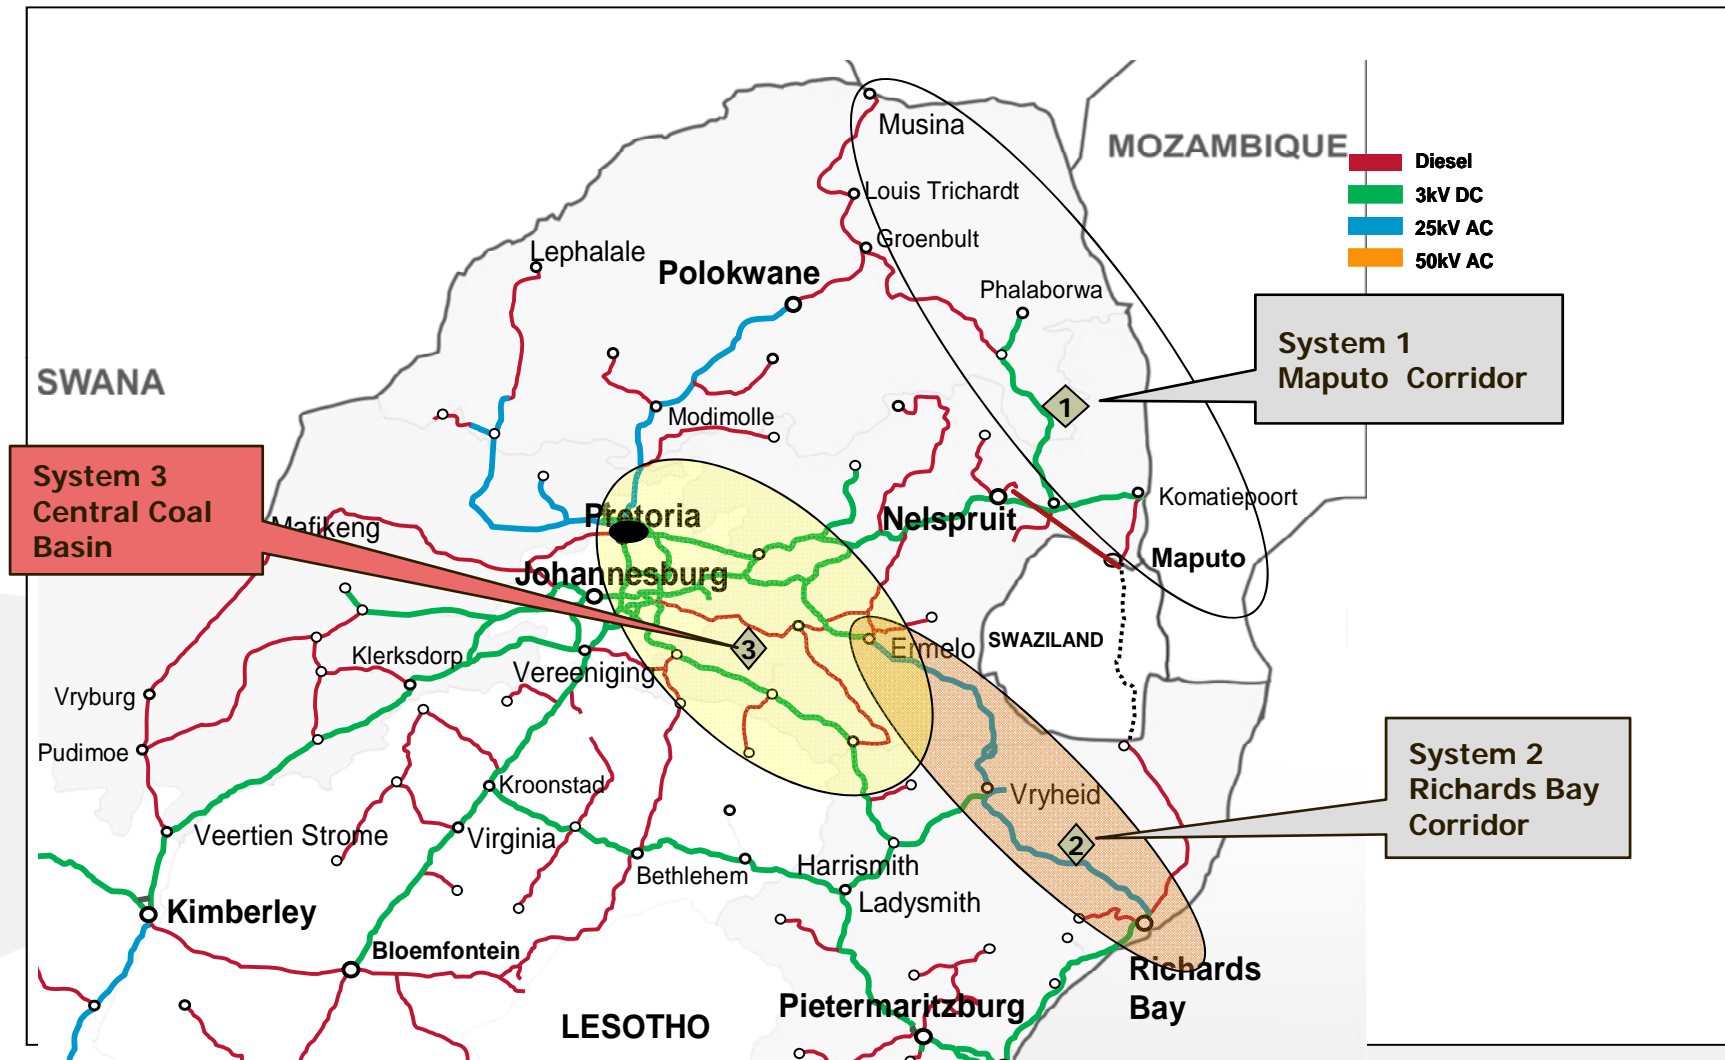 Musina
MOZAMBIQUE
Diesel
3kV DC
25kV AC
50kV AC
Louis Trichardt
Groenbult
Lephalale
Polokwane
Phalaborwa
System 1
Maputo Corridor
SWANA
1
Modimolle
System 3
Central Coal
Basin
Mafikeng
Pretoria
Nelspruit
Komatiepoort
Maputo
Johannesburg
SWAZILAND
3
Ermelo
Klerksdorp
Vereeniging
Vryburg
Pudimoe
System 2
Richards Bay
Corridor
Kroonstad
Vryheid
Veertien Strome
Virginia
2
Harrismith
Bethlehem
Ladysmith
Kimberley
Bloemfontein
Richards
Bay
Pietermaritzburg
LESOTHO